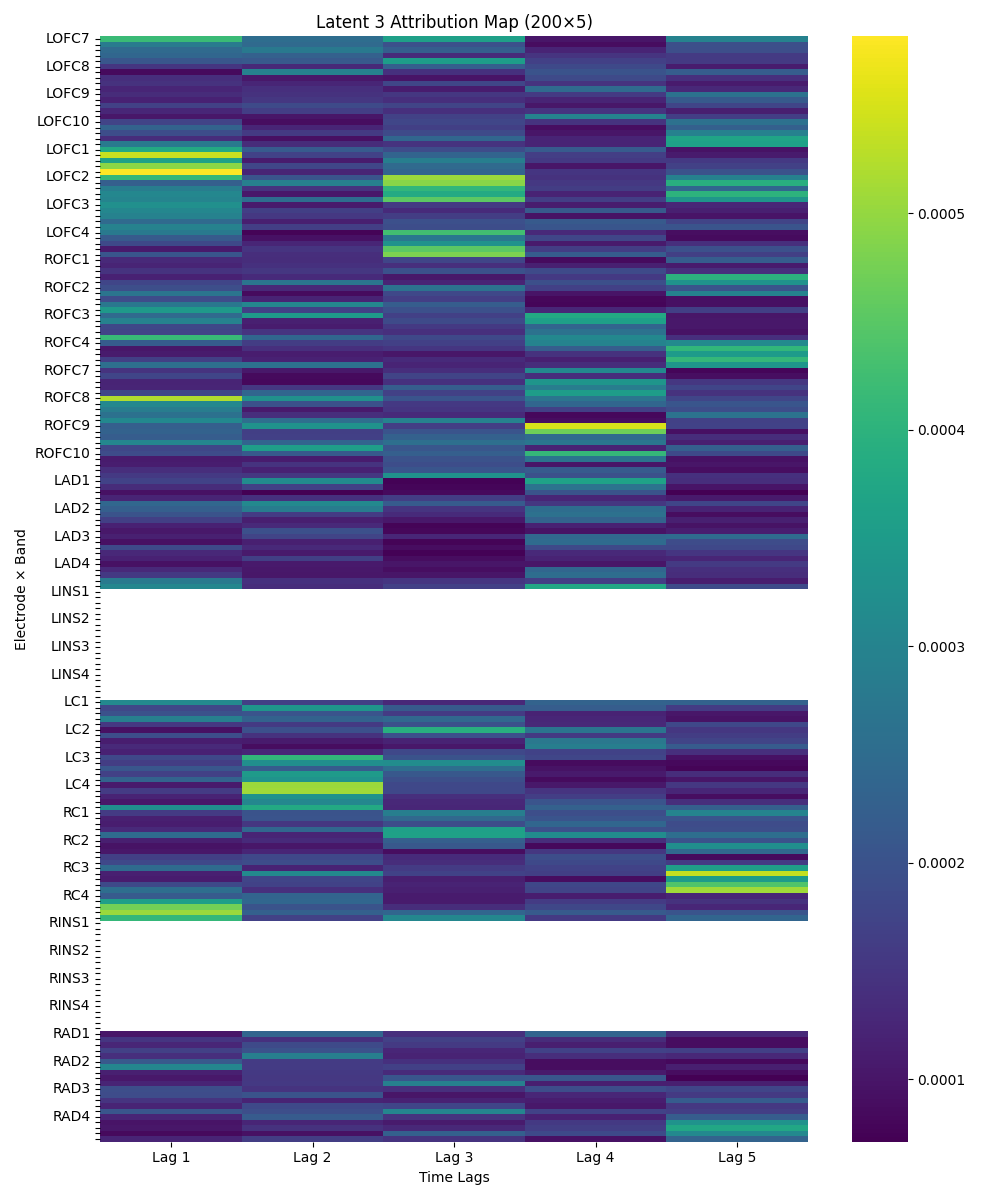 Latent 3 Attribution Map (200×5)
LOFC7
LOFC8
LOFC9
LOFC10
LOFC1
LOFC2
LOFC3
LOFC4
ROFC1
ROFC2
ROFC3
ROFC4
ROFC7
ROFC8
ROFC9
ROFC10
LAD1
LAD2
LAD3
LAD4
LINS1
LINS2
LINS3
LINS4
LC1
LC2
LC3
LC4
RC1
RC2
RC3
RC4
RINS1
RINS2
RINS3
RINS4
RAD1
RAD2
RAD3
RAD4
Electrode × Band
Lag 1 Lag 2 Lag 3 Lag 4 Lag 5
Time Lags
0.0005
0.0004
0.0003
0.0002
0.0001